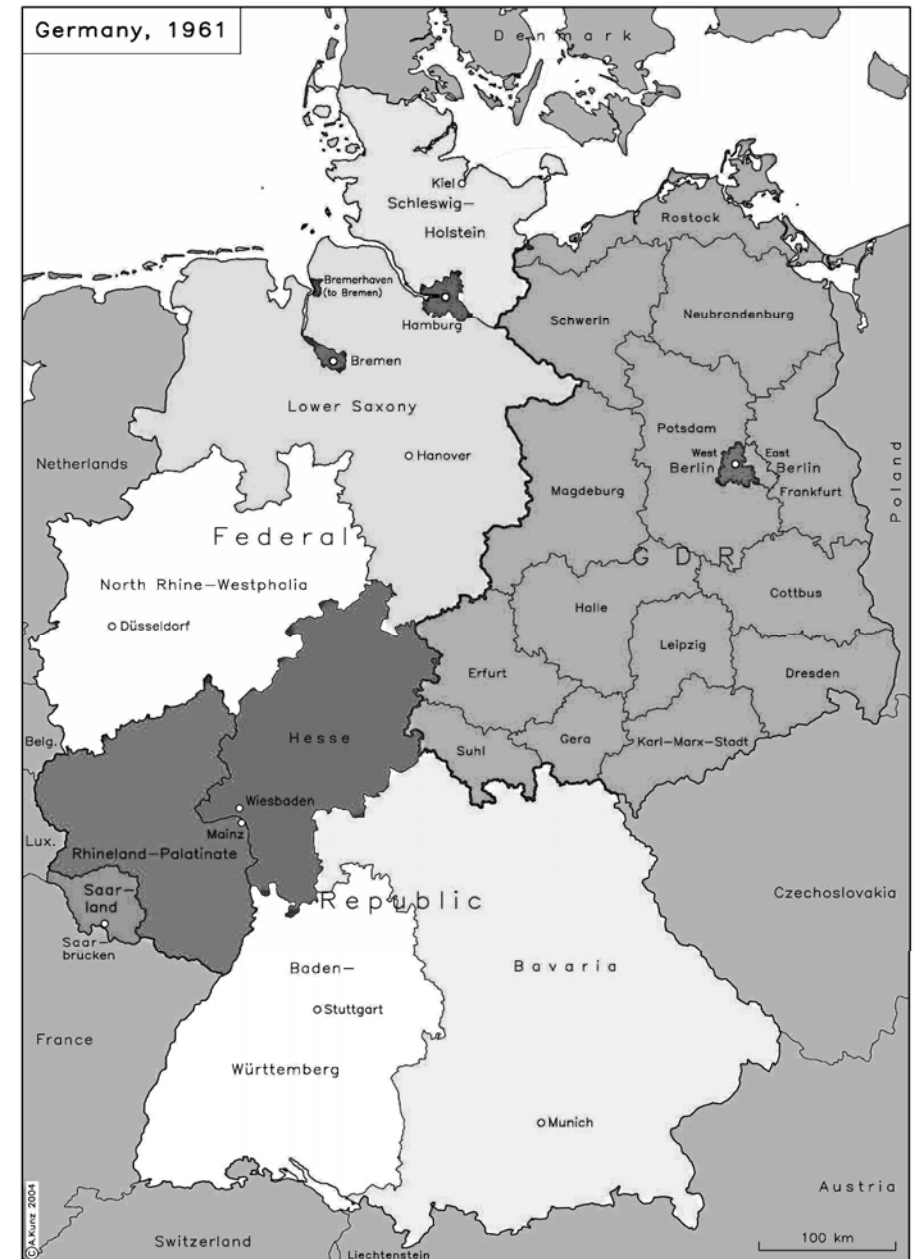 Germany, 1961
Denmark
Kiel
Schleswig-
Holstein
Rostock
Bremerhaven
(to Bremen)
Hamburg
Schwerin
Neubrandenburg
Bremen
Lower Saxony
Hanover
Netherlands
Potsdam
West
Berlin
East
Berlin
Frankfurt
Magdeburg
Poland
Federal
GDR
North Rhine-Westphalia
Düsseldorf
Halle
Cottbus
Leipzig
Erfurt
Dresden
Belg.
Hesse
Suhl
Gera
Karl-Marx-Stadt
Wiesbaden
Mainz
Lux.
Rhineland-Palatinate
Saar-
land
Republic
Czechoslovakia
Saar-
brücken
Baden-
Bavaria
Stuttgart
France
Württemberg
Munich
Austria
©A.Kunz 2004
Switzerland
Liechtenstein
100 km